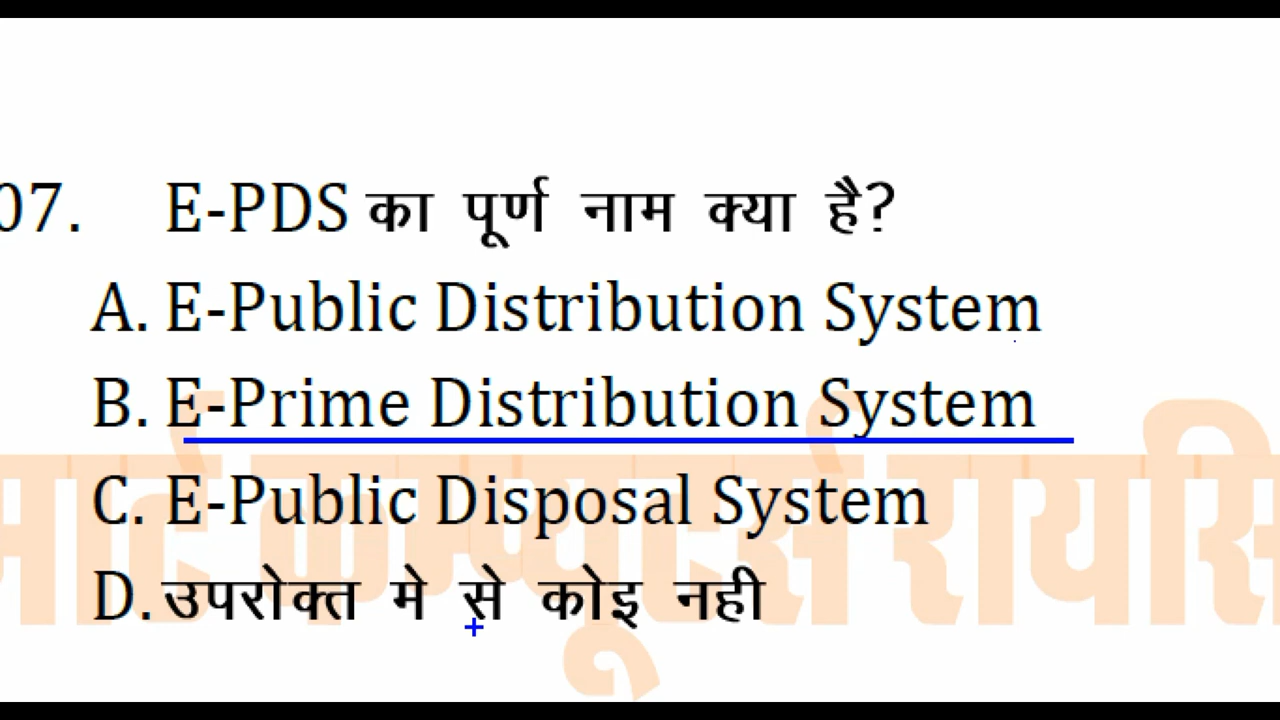 07. E-PDS का पूर्ण नाम क्या है?
A. E-Public Distribution System
B. E-Prime Distribution System
C. E-Public Disposal System
D. उपरोक्त मे से कोइ नही